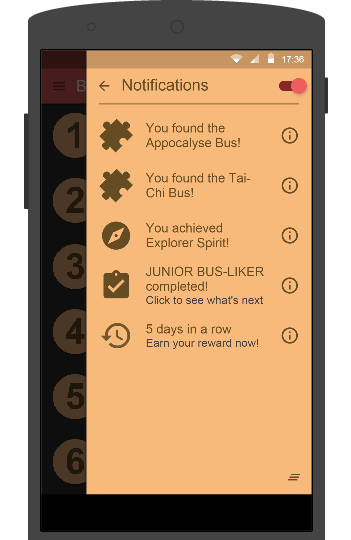 17:36
B
Notifications
1
You found the
Appocalyse Bus!
2
You found the Tai-
Chi Bus!
3
You achieved
Explorer Spirit!
4
JUNIOR BUS-LIKER
completed!
Click to see what's next
5 days in a row
Earn your reward now!
5
6